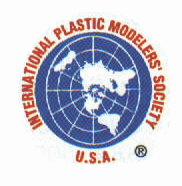 INTERNATIONAL PLASTIC MODELERS' SOCIETY
U.S.A. ®